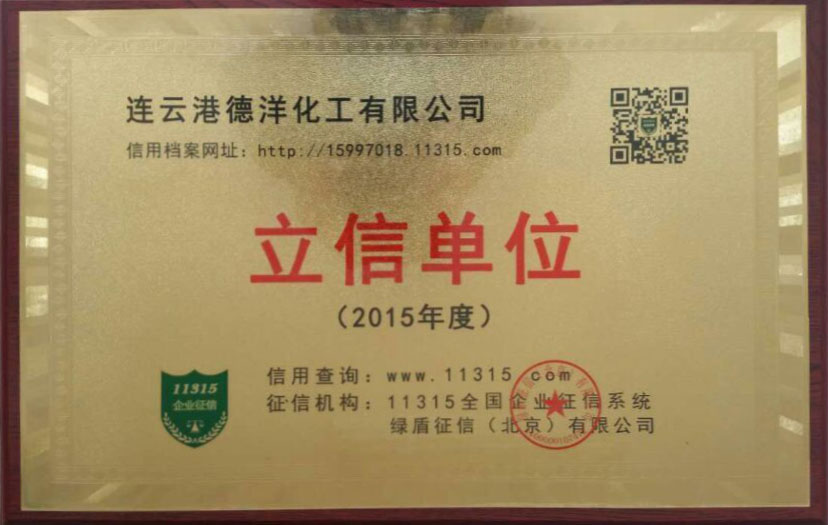 连云港德洋化工有限公司
信用档案网址：http://15997018.11315.com
立信单位
（2015年度）
11315
企业征信
信用查询：www.11315.com
征信机构：11315全国企业征信系统
绿盾征信（北京）有限公司